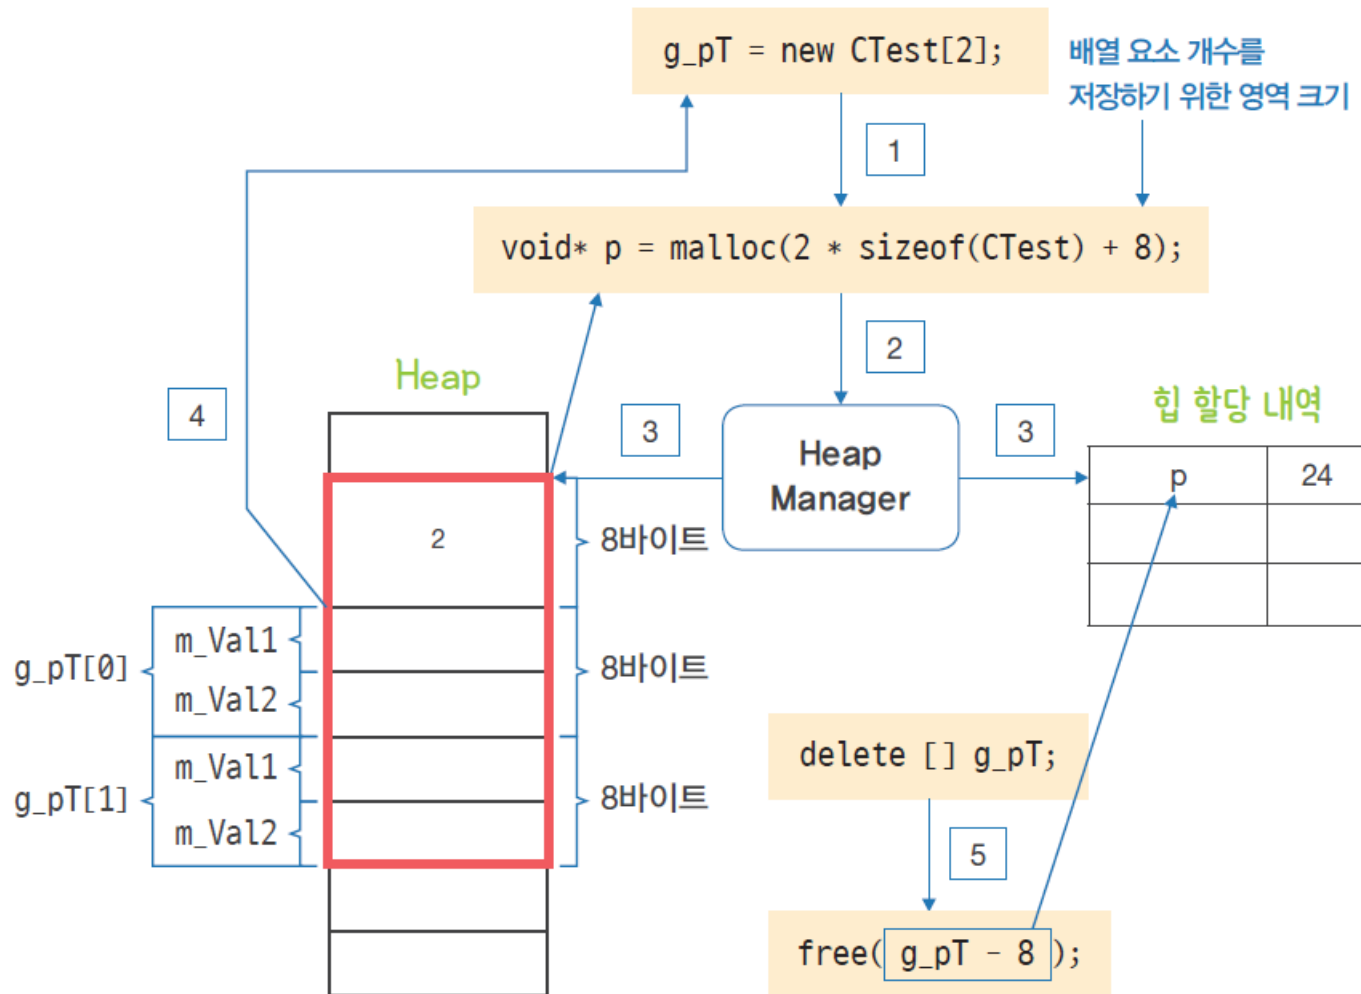 g_pT = new CTest[2];
배열 요소 개수를
저장하기 위한 영역 크기
1
void* p = malloc(2 * sizeof(CTest) + 8);
2
Heap
힙 할당 내역
4
3
Heap
Manager
3
p
24
2
8바이트
g_pT[0]
m_Val1
m_Val2
8바이트
g_pT[1]
m_Val1
m_Val2
8바이트
delete [] g_pT;
5
free( g_pT - 8 );